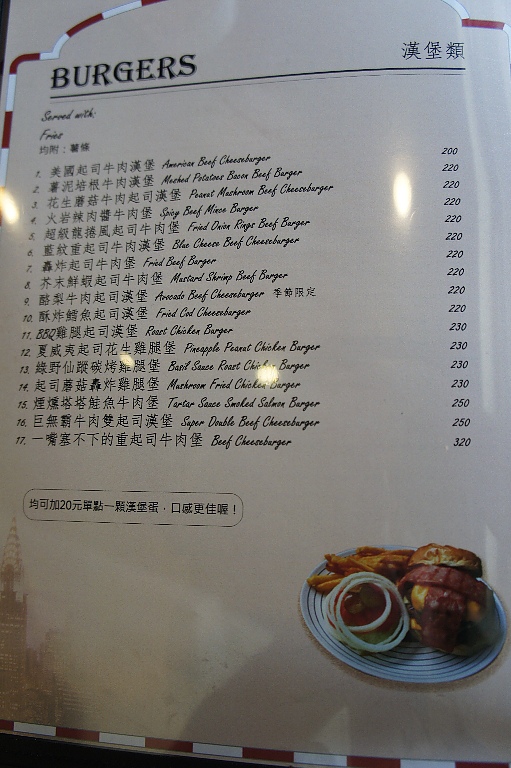 BURGERS 漢堡類
Served with:
Fries
均附：薯條
1. 美國起司牛肉漢堡 American Beef Cheeseburger 200
2. 薯泥培根牛肉漢堡 Meshed Potatoes Bacon Beef Burger 220
3. 花生蘑菇牛肉起司漢堡 Peanut Mushroom Beef Cheeseburger 220
4. 火岩辣肉醬牛肉堡 Spicy Beef Mince Burger 220
5. 超級龍捲風起司牛肉堡 Fried Onion Rings Beef Burger 220
6. 藍紋重起司牛肉漢堡 Blue Cheese Beef Cheeseburger 220
7. 轟炸起司牛肉堡 Fried Beef Burger 220
8. 芥末鮮蝦起司牛肉堡 Mustard Shrimp Beef Burger 220
9. 酪梨牛肉起司漢堡 Avocado Beef Cheeseburger 季節限定 220
10. 酥炸鱈魚起司漢堡 Fried Cod Cheeseburger 220
11. BBQ雞腿起司漢堡 Roast Chicken Burger 230
12. 夏威夷起司花生雞腿堡 Pineapple Peanut Chicken Burger 230
13. 綠野仙蹤碳烤雞腿堡 Basil Sauce Roast Chicken Burger 230
14. 起司蘑菇轟炸雞腿堡 Mushroom Fried Chicken Burger 230
15. 煙燻塔塔鮭魚牛肉堡 Tartar Sauce Smoked Salmon Burger 250
16. 巨無霸牛肉雙起司漢堡 Super Double Beef Cheeseburger 250
17. 一嘴塞不下的重起司牛肉堡 Beef Cheeseburger 320
均可加20元單點一顆漢堡蛋，口感更佳喔！